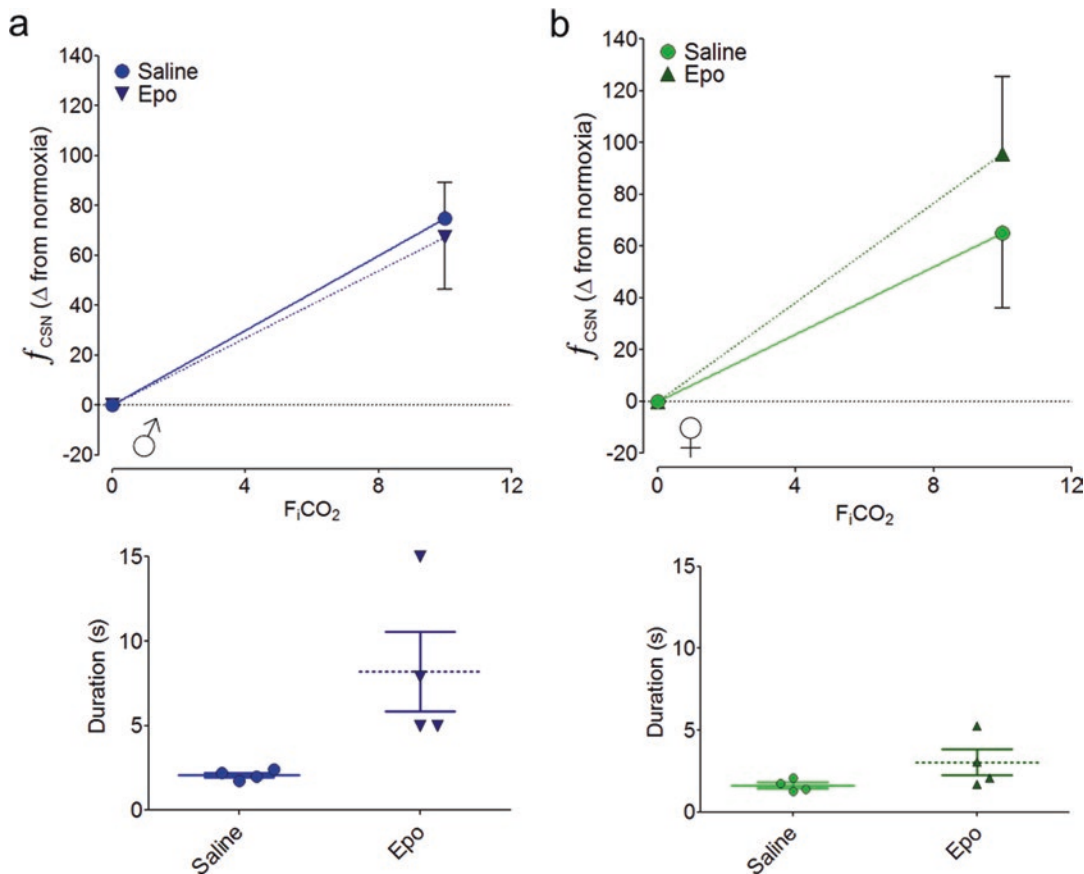 a
140
120
100
80
60
40
20
0
-20
Saline
Epo
fCSN (Δ from normoxia)
♂
0 4 8 12
FiCO2
15
10
5
0
Duration (s)
Saline Epo
b
140
120
100
80
60
40
20
0
-20
Saline
Epo
fCSN (Δ from normoxia)
♀
0 4 8 12
FiCO2
15
10
5
0
Duration (s)
Saline Epo